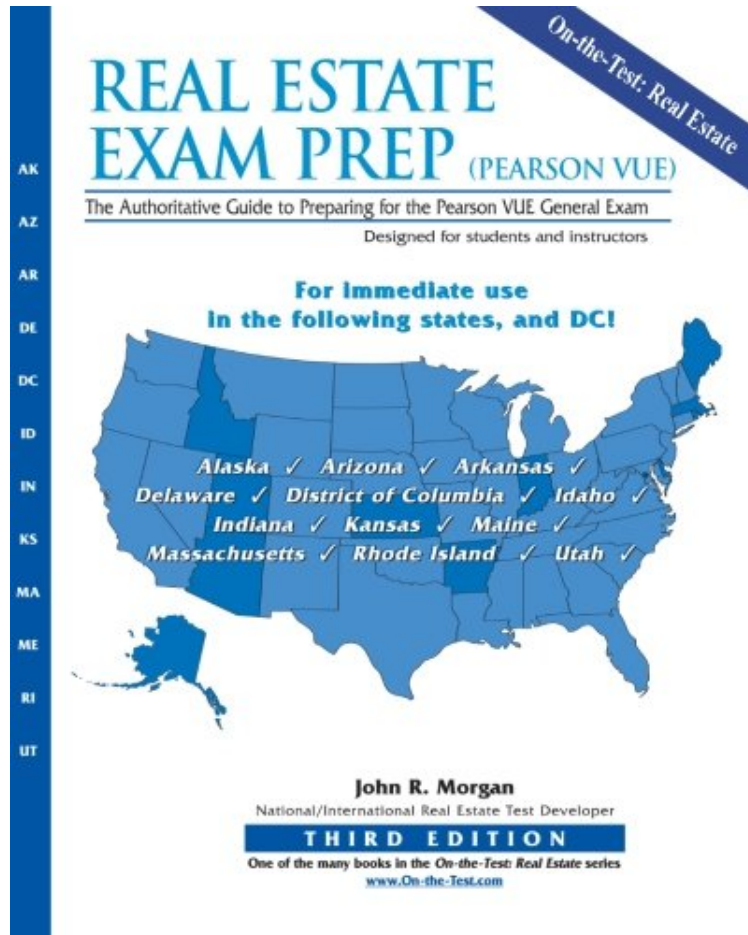 On-the-Test: Real Estate
REAL ESTATE
EXAM PREP (PEARSON VUE)
The Authoritative Guide to Preparing for the Pearson VUE General Exam
Designed for students and instructors
For immediate use
in the following states, and DC!
AK
AZ
AR
DE
DC
ID
IN
KS
MA
ME
RI
UT
Alaska ✓ Arizona ✓ Arkansas ✓
Delaware ✓ District of Columbia ✓ Idaho ✓
Indiana ✓ Kansas ✓ Maine ✓
Massachusetts ✓ Rhode Island ✓ Utah ✓
John R. Morgan
National/International Real Estate Test Developer
THIRD EDITION
One of the many books in the On-the-Test: Real Estate series
www.On-the-Test.com